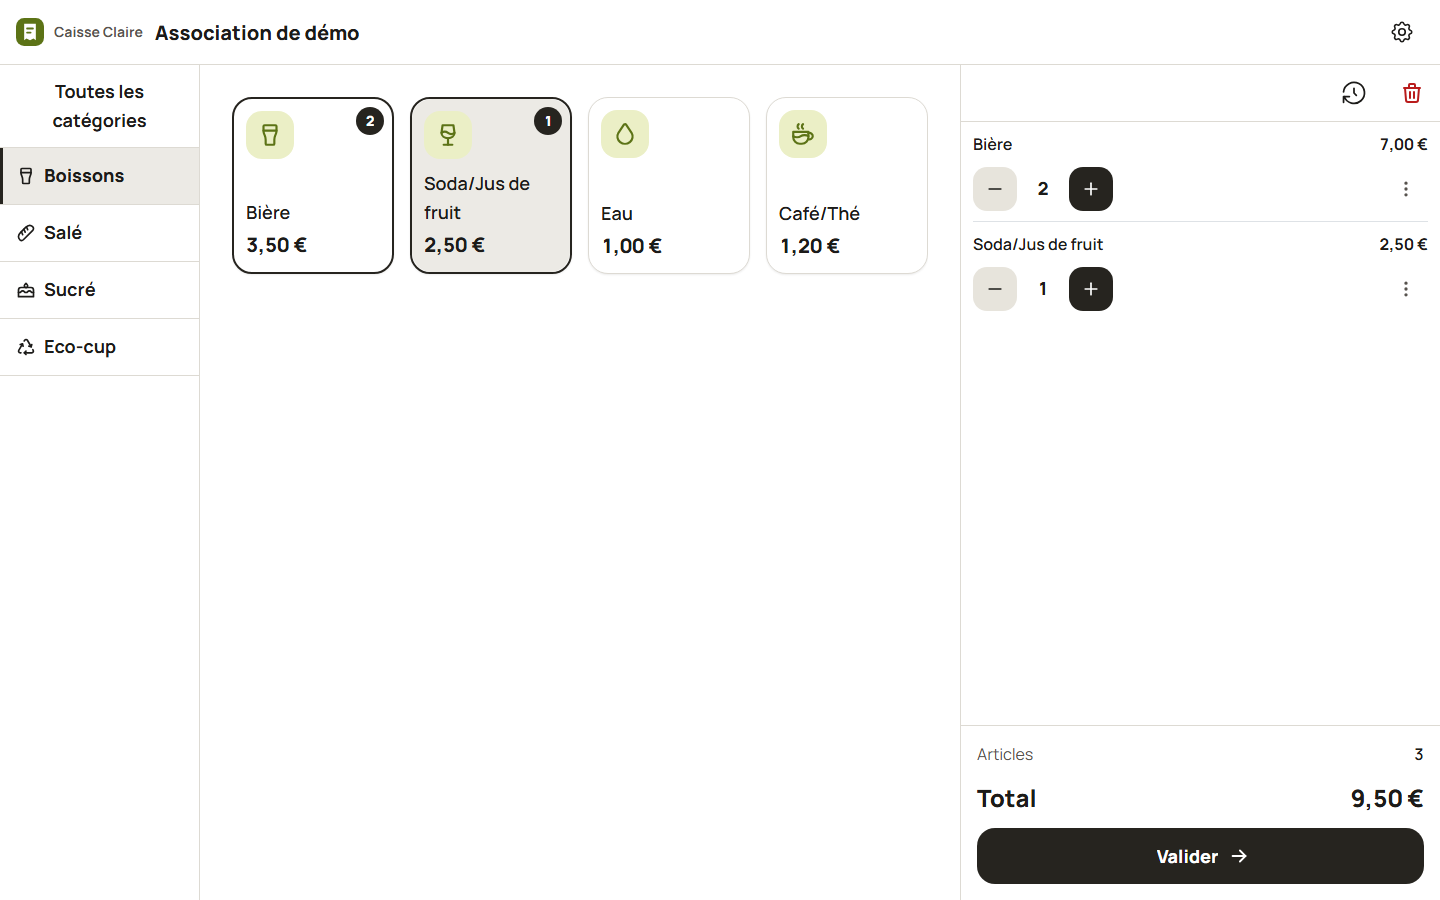 Caisse Claire Association de démo
Toutes les
catégories
Boissons
Salé
Sucré
Eco-cup
2
Bière
3,50 €
1
Soda/Jus de
fruit
2,50 €
Eau
1,00 €
Café/Thé
1,20 €
Bière 7,00 €
2
Soda/Jus de fruit 2,50 €
1
Articles 3
Total 9,50 €
Valider